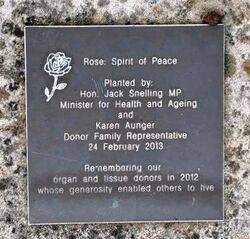 Rose: Spirit of Peace
Planted by:
Hon. Jack Snelling MP
Minister for Health and Ageing
and
Karen Aunger
Donor Family Representative
24 February 2013
Remembering our
organ and tissue donors in 2012
whose generosity enabled others to live